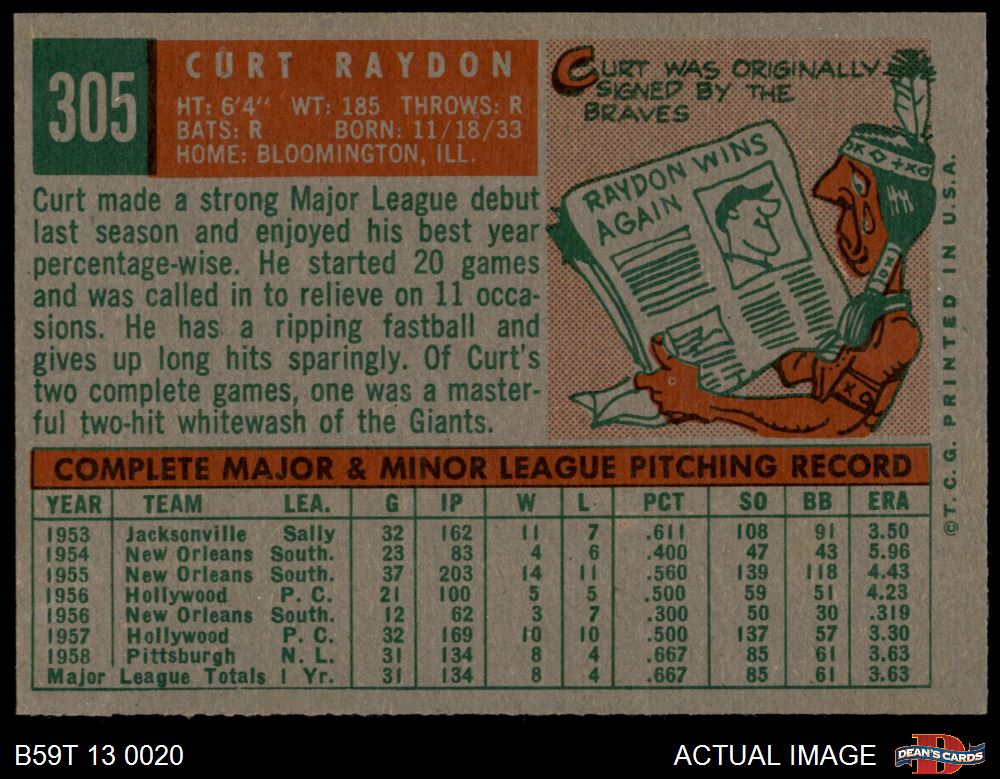 305
CURT RAYDON
HT: 6'4" WT: 185 THROWS: R
BATS: R BORN: 11/18/33
HOME: BLOOMINGTON, ILL.
CURT WAS ORIGINALLY
SIGNED BY THE
BRAVES
RAYDON WINS
AGAIN
Curt made a strong Major League debut
last season and enjoyed his best year
percentage-wise. He started 20 games
and was called in to relieve on 11 occa-
sions. He has a ripping fastball and
gives up long hits sparingly. Of Curt's
two complete games, one was a master-
ful two-hit whitewash of the Giants.
©T.C.G. PRINTED IN U.S.A.
COMPLETE MAJOR & MINOR LEAGUE PITCHING RECORD
YEAR TEAM LEA. G IP W L PCT SO BB ERA
1953 Jacksonville Sally 32 162 11 7 .611 108 91 3.50
1954 New Orleans South. 23 83 4 6 .400 47 43 5.96
1955 New Orleans South. 37 203 14 11 .560 139 118 4.43
1956 Hollywood P. C. 21 100 5 5 .500 59 51 4.23
1956 New Orleans South. 12 62 3 7 .300 50 30 .319
1957 Hollywood P. C. 32 169 10 10 .500 137 57 3.30
1958 Pittsburgh N. L. 31 134 8 4 .667 85 61 3.63
Major League Totals 1 Yr. 31 134 8 4 .667 85 61 3.63
B59T 13 0020
ACTUAL IMAGE
DEAN'S CARDS